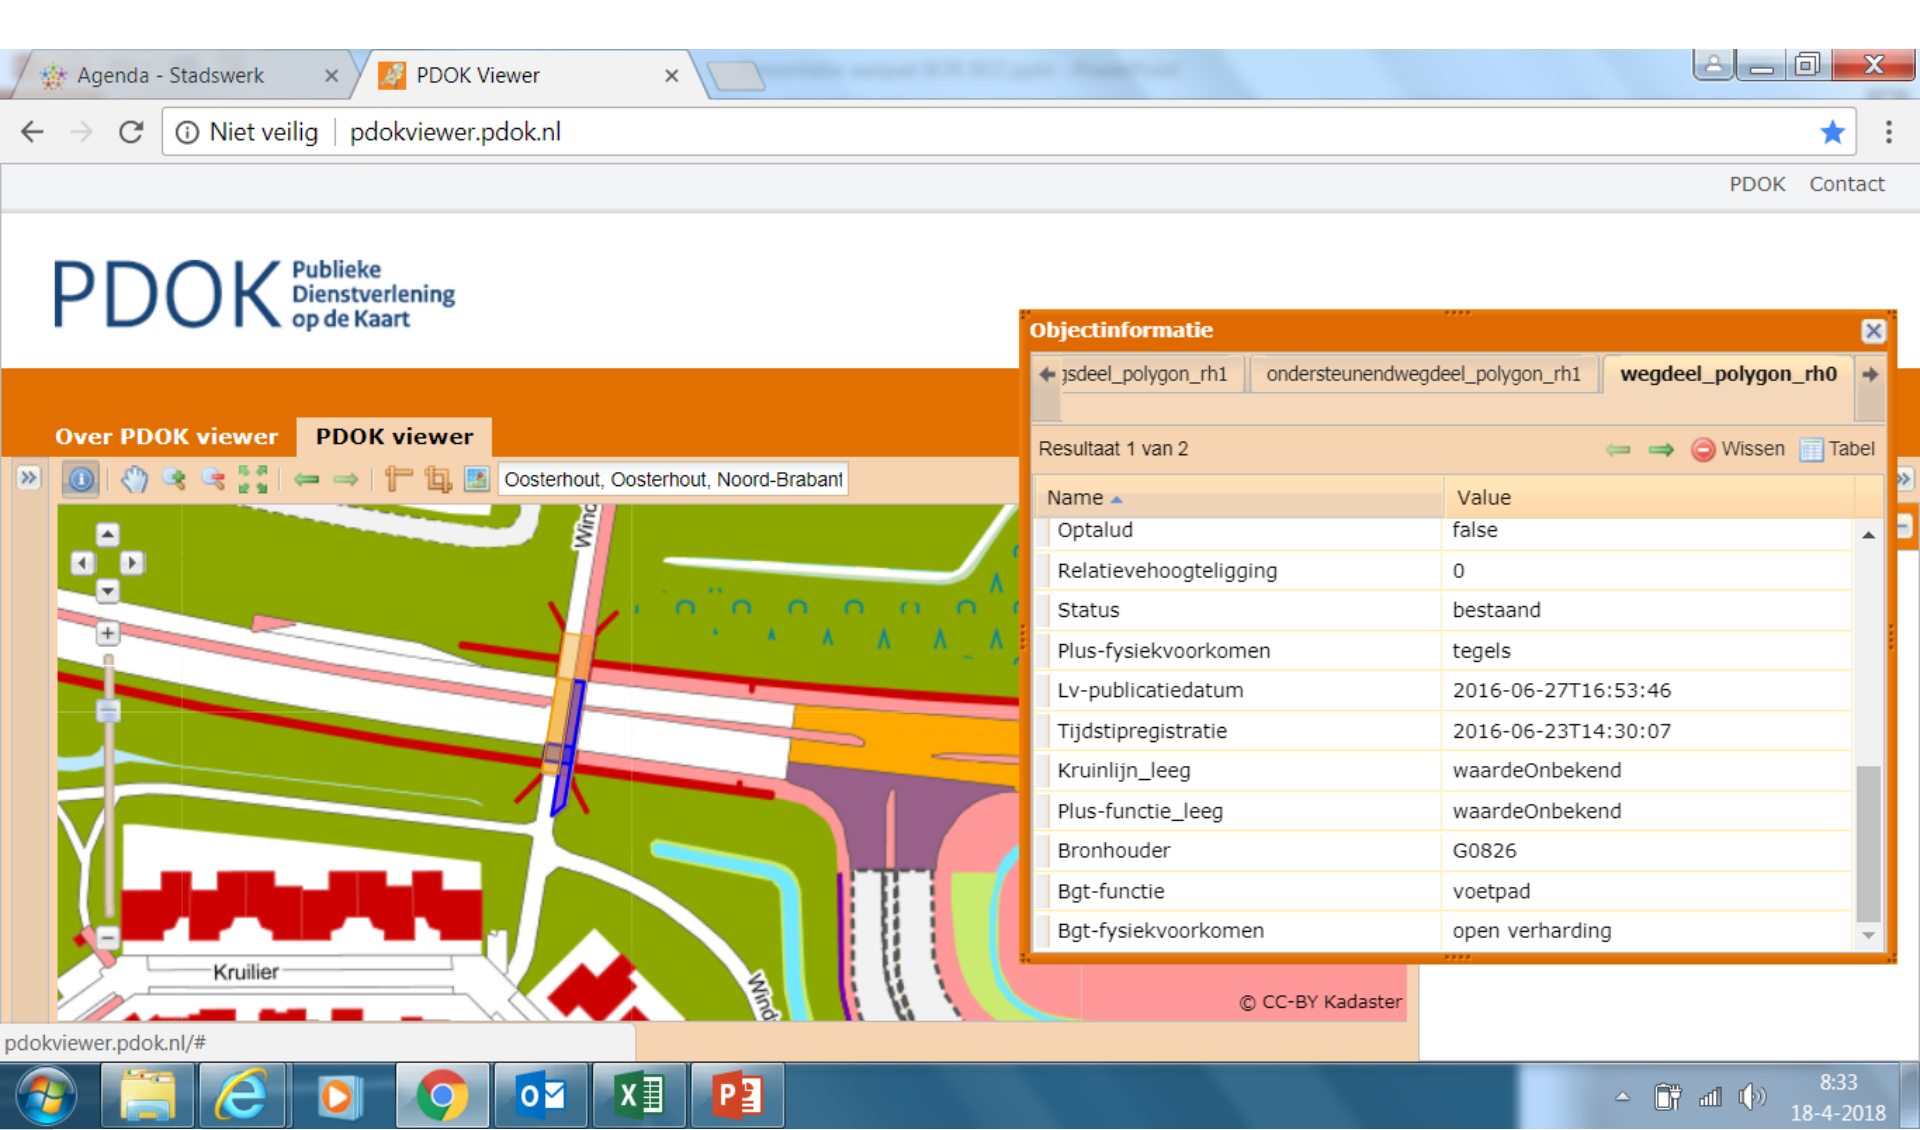 Agenda - Stadswerk
PDOK Viewer
Niet veilig | pdokviewer.pdok.nl
PDOK Contact
PDOK Publieke
Dienstverlening
op de Kaart
Objectinformatie
gsdeel_polygon_rh1 ondersteunendwegdeel_polygon_rh1 wegdeel_polygon_rh0
Over PDOK viewer PDOK viewer
Resultaat 1 van 2 Wissen Tabel
Oosterhout, Oosterhout, Noord-Brabant
Name Value
Optalud false
Relatievehoogteligging 0
Status bestaand
Plus-fysiekvoorkomen tegels
Lv-publicatiedatum 2016-06-27T16:53:46
Tijdstipregistratie 2016-06-23T14:30:07
Kruinlijn_leeg waardeOnbekend
Plus-functie_leeg waardeOnbekend
Bronhouder G0826
Bgt-functie voetpad
Bgt-fysiekvoorkomen open verharding
Wind
Kruilier
Wind
© CC-BY Kadaster
pdokviewer.pdok.nl/#
8:33
18-4-2018